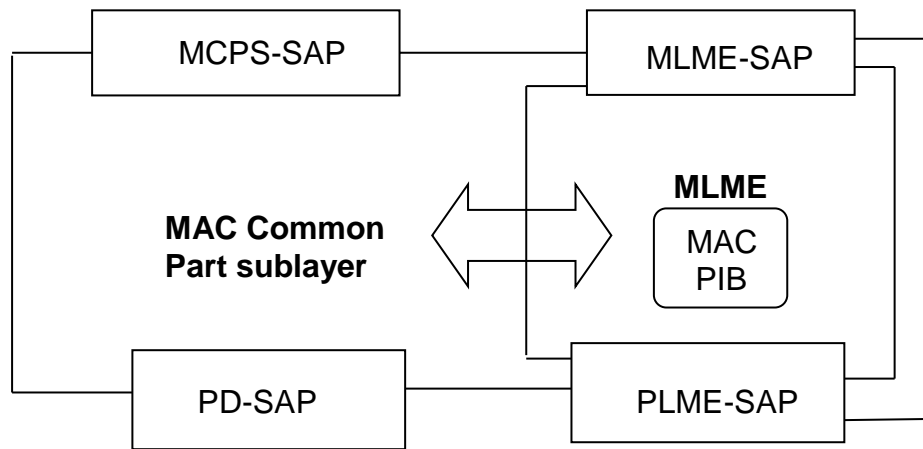 MCPS-SAP
MLME-SAP
MAC Common
Part sublayer
MLME
MAC
PIB
PD-SAP
PLME-SAP